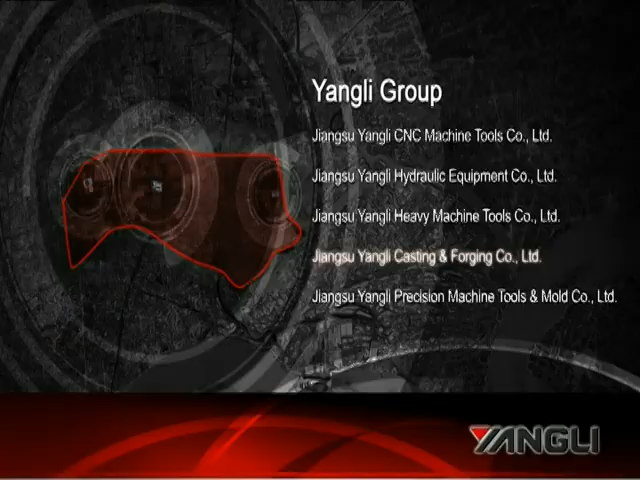 Yangli Group
Jiangsu Yangli CNC Machine Tools Co., Ltd.
Jiangsu Yangli Hydraulic Equipment Co., Ltd.
Jiangsu Yangli Heavy Machine Tools Co., Ltd.
Jiangsu Yangli Casting & Forging Co., Ltd.
Jiangsu Yangli Precision Machine Tools & Mold Co., Ltd.
YANGLI